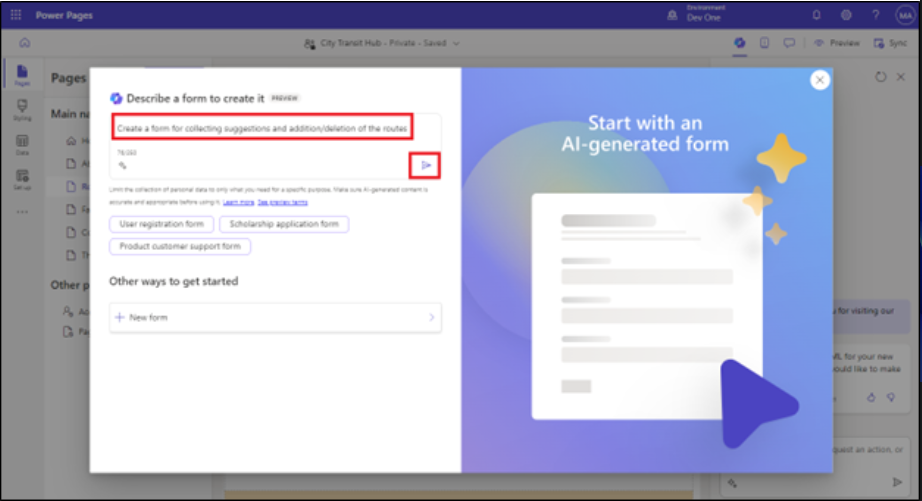 Power Pages
Environment
Dev One
MA
City Transit Hub - Private - Saved
Preview
Sync
Pages
Pages
Styling
Data
Set up
Main na
Other p
Describe a form to create it PREVIEW
Create a form for collecting suggestions and addition/deletion of the routes
Limit the collection of personal data to only what you need for a specific purpose. Make sure AI-generated content is
accurate and appropriate before using it. Learn more. See preview terms
User registration form
Scholarship application form
Product customer support form
Other ways to get started
New form
Start with an
AI-generated form
u for visiting our
ML for your new
ould like to make
quest an action, or